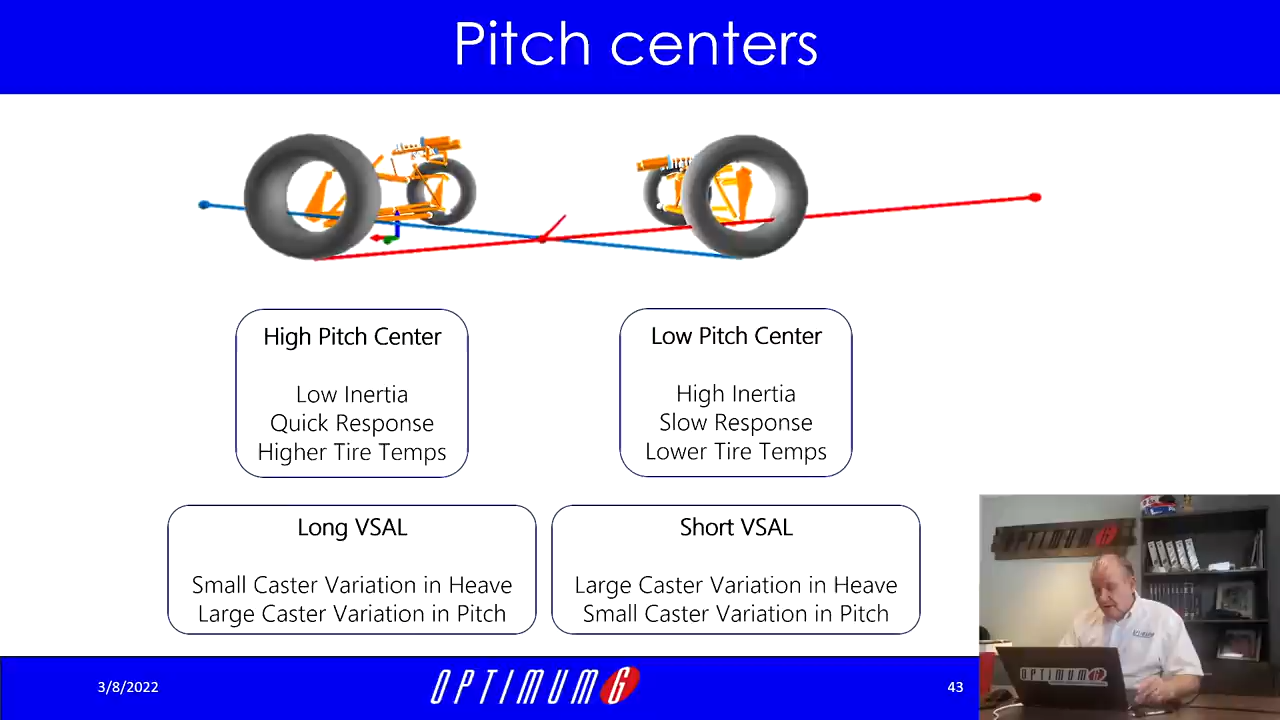 Pitch centers
High Pitch Center
Low Inertia
Quick Response
Higher Tire Temps
Low Pitch Center
High Inertia
Slow Response
Lower Tire Temps
Long VSAL
Small Caster Variation in Heave
Large Caster Variation in Pitch
Short VSAL
Large Caster Variation in Heave
Small Caster Variation in Pitch
3/8/2022
OPTIMUMG
43
OPTIMUMG
OPTIMUMG